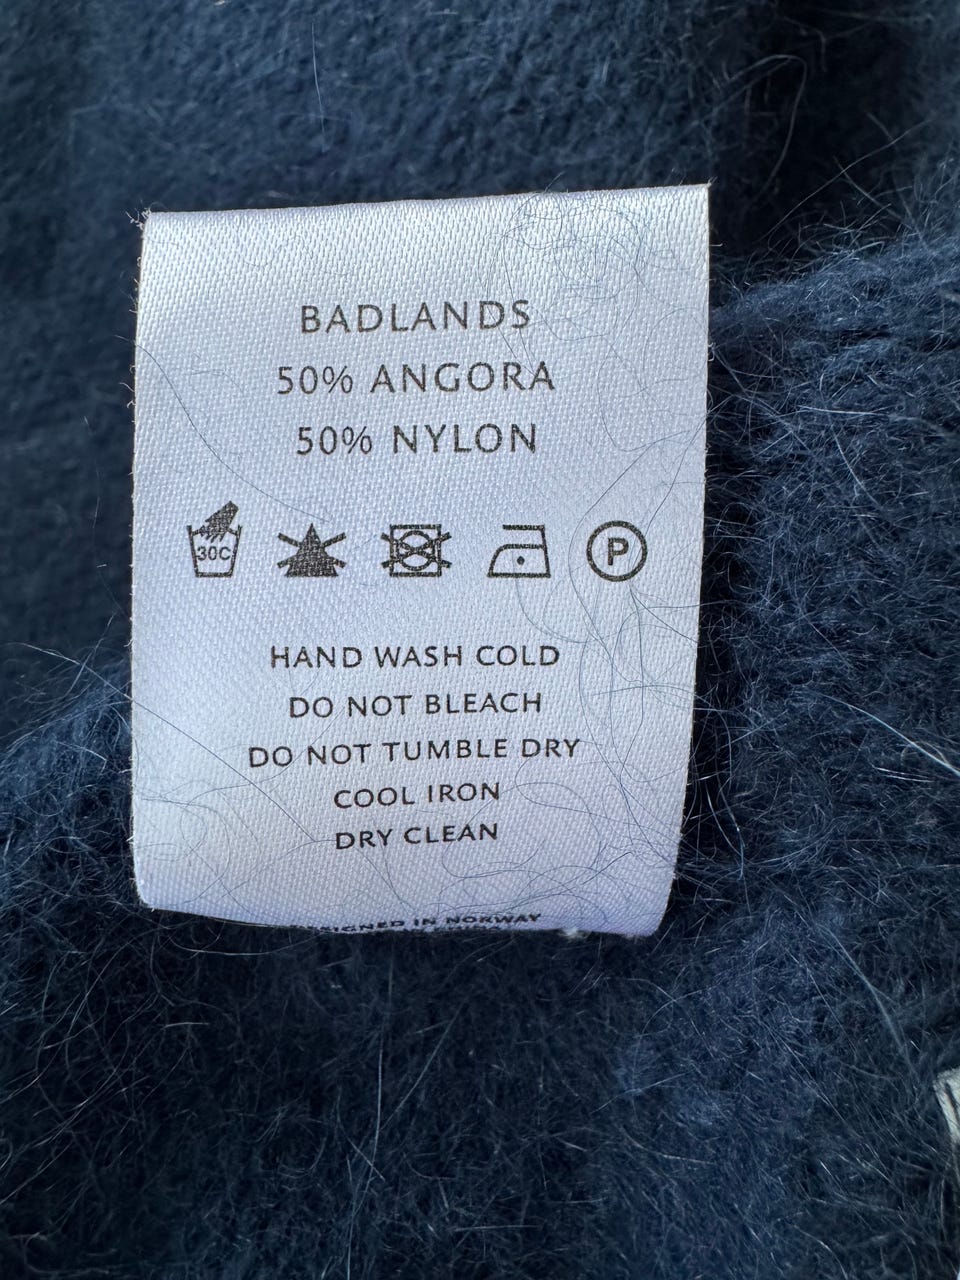 BADLANDS
50% ANGORA
50% NYLON
30C P
HAND WASH COLD
DO NOT BLEACH
DO NOT TUMBLE DRY
COOL IRON
DRY CLEAN
IN NORWAY